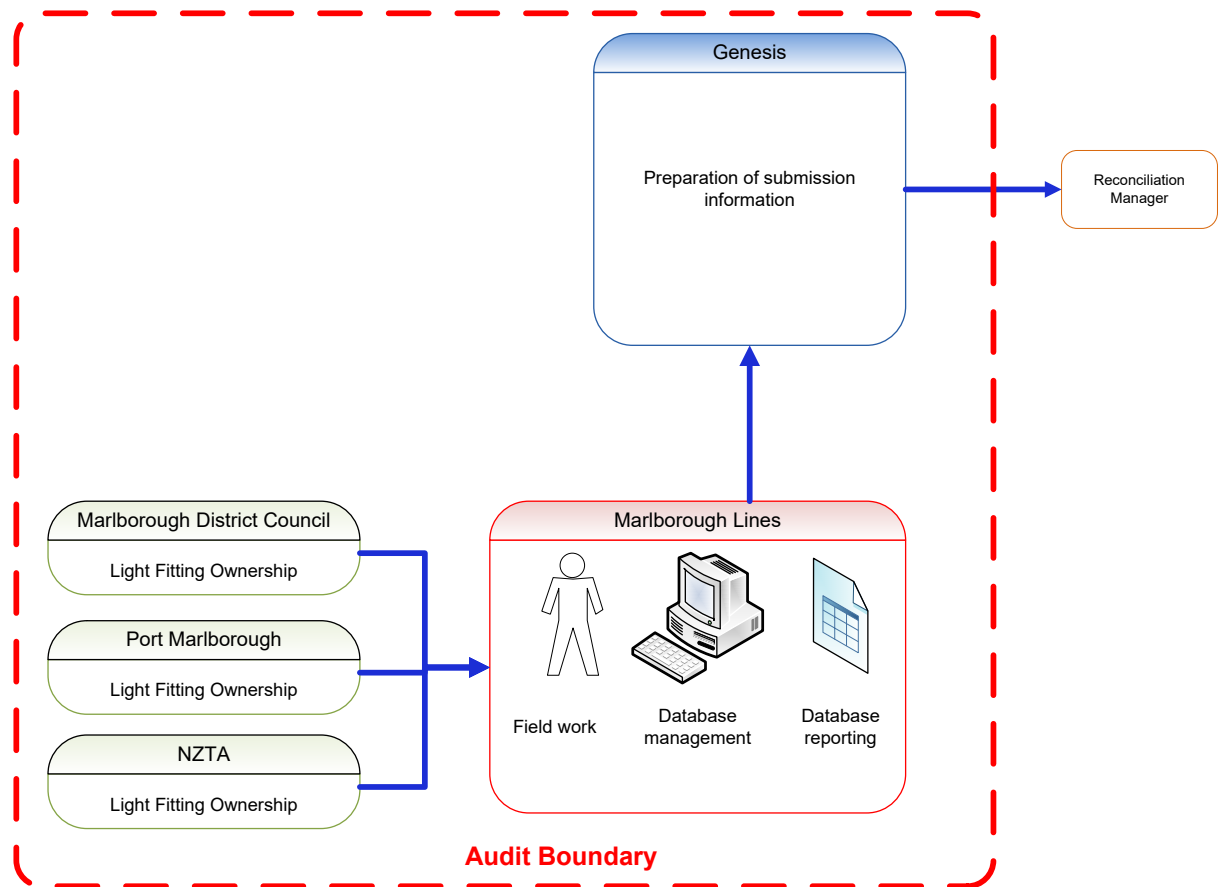 Genesis
Preparation of submission
information
Reconciliation
Manager
Marlborough District Council
Light Fitting Ownership
Port Marlborough
Light Fitting Ownership
NZTA
Light Fitting Ownership
Marlborough Lines
Field work
Database
management
Database
reporting
Audit Boundary